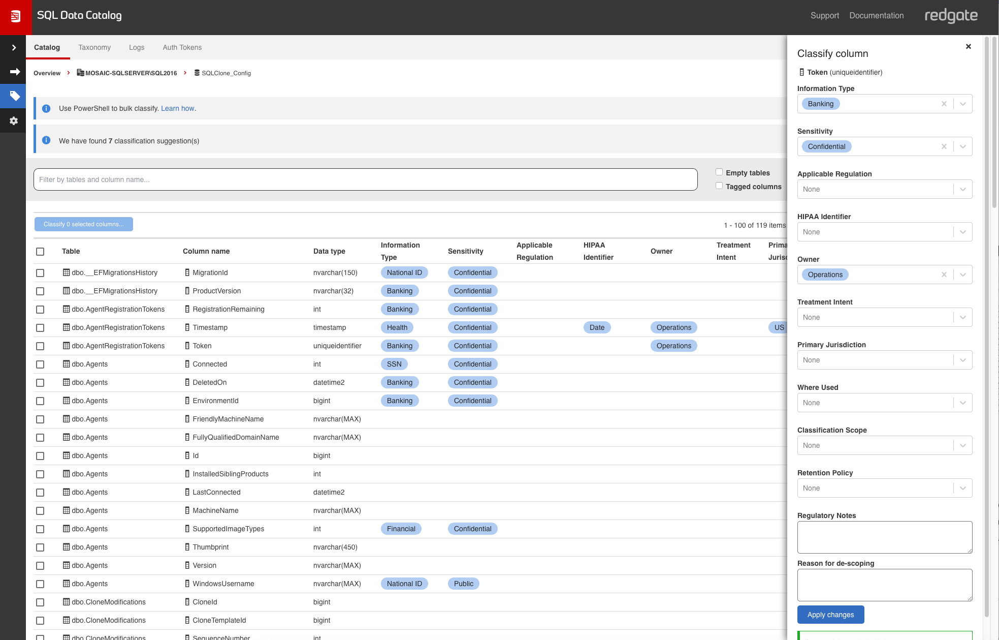 SQL Data Catalog
Support Documentation redgate
Catalog Taxonomy Logs Auth Tokens
Overview MOSAIC-SQLSERVER\SQL2016 SQLClone_Config
Use PowerShell to bulk classify. Learn how.
We have found 7 classification suggestion(s)
Filter by tables and column name...
Empty tables
Tagged columns
Classify 0 selected columns...
1 - 100 of 119 items
Table Column name Data type Information Type Sensitivity Applicable Regulation HIPAA Identifier Owner Treatment Intent
dbo.__EFMigrationsHistory MigrationId nvarchar(150) National ID Confidential
dbo.__EFMigrationsHistory ProductVersion nvarchar(32) Banking Confidential
dbo.AgentRegistrationTokens RegistrationRemaining int Banking Confidential
dbo.AgentRegistrationTokens Timestamp timestamp Health Confidential Date Operations US
dbo.AgentRegistrationTokens Token uniqueidentifier Banking Confidential Operations
dbo.Agents Connected int SSN Confidential
dbo.Agents DeletedOn datetime2 Banking Confidential
dbo.Agents EnvironmentId bigint Banking Confidential
dbo.Agents FriendlyMachineName nvarchar(MAX)
dbo.Agents FullyQualifiedDomainName nvarchar(MAX)
dbo.Agents Id bigint
dbo.Agents InstalledSiblingProducts int
dbo.Agents LastConnected datetime2
dbo.Agents MachineName nvarchar(MAX)
dbo.Agents SupportedImageTypes int Financial Confidential
dbo.Agents Thumbprint nvarchar(450)
dbo.Agents Version nvarchar(MAX)
dbo.Agents WindowsUsername nvarchar(MAX) National ID Public
dbo.CloneModifications CloneId bigint
dbo.CloneModifications CloneTemplateId bigint
dbo.CloneModifications SequenceNumber int
Classify column
Token (uniqueidentifier)
Information Type
Banking
Sensitivity
Confidential
Applicable Regulation
None
HIPAA Identifier
None
Owner
Operations
Treatment Intent
None
Primary Jurisdiction
None
Where Used
None
Classification Scope
None
Retention Policy
None
Regulatory Notes
Reason for de-scoping
Apply changes